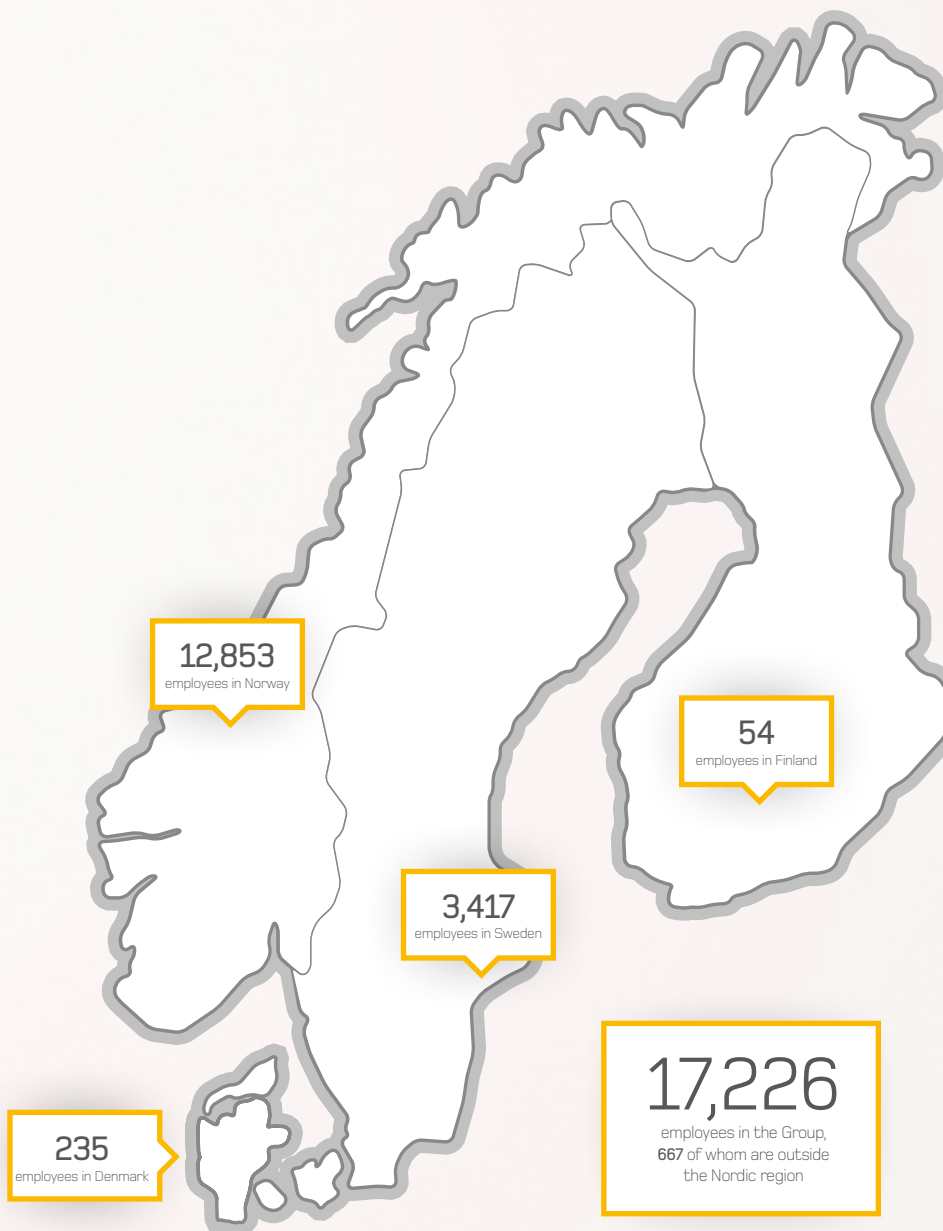 12,853
employees in Norway
54
employees in Finland
3,417
employees in Sweden
17,226
employees in the Group,
667 of whom are outside
the Nordic region
235
employees in Denmark